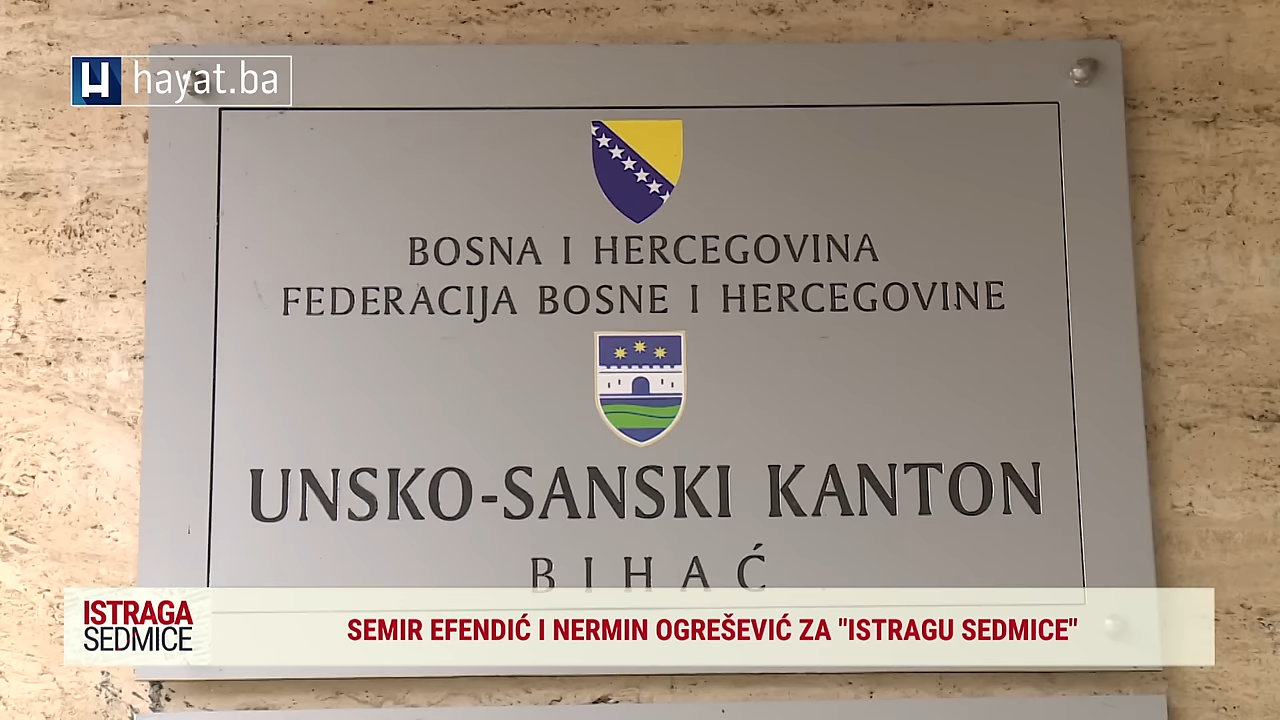 hayat.ba
BOSNA I HERCEGOVINA
FEDERACIJA BOSNE I HERCEGOVINE
UNSKO-SANSKI KANTON
BIHAĆ
ISTRAGA
SEDMICE
SEMIR EFENDIĆ I NERMIN OGREŠEVIĆ ZA "ISTRAGU SEDMICE"